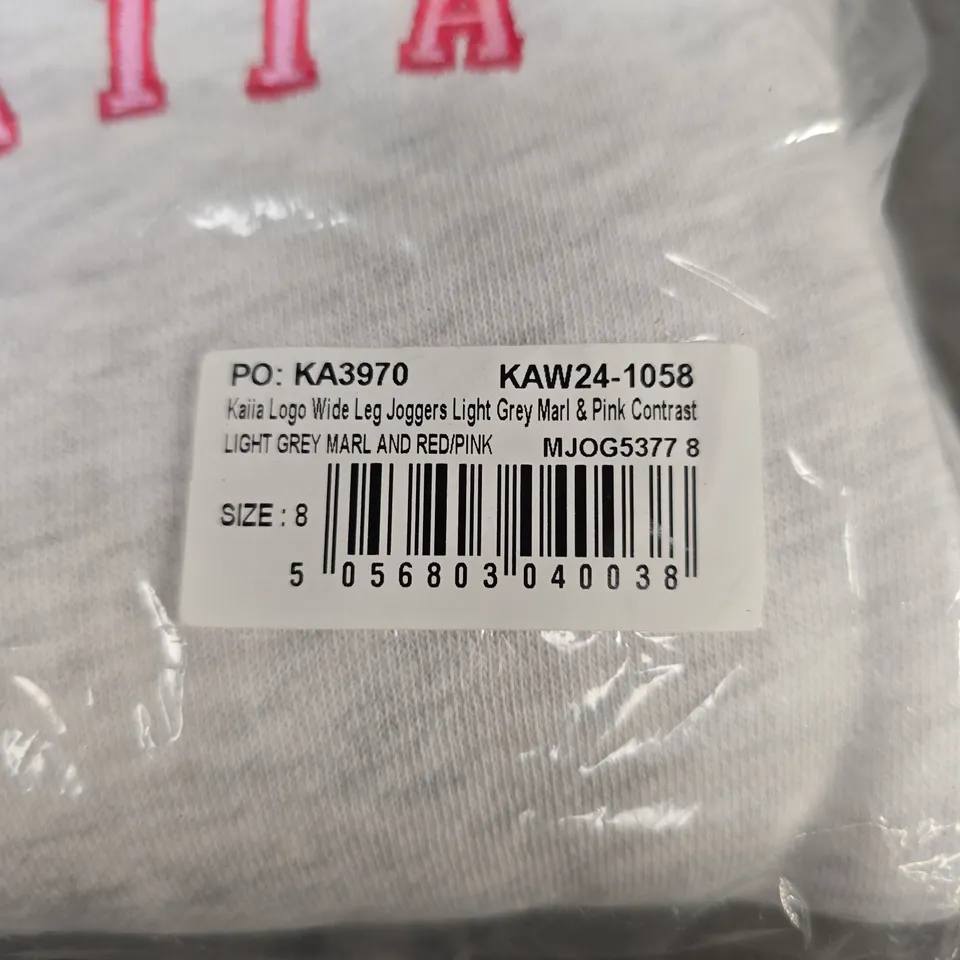 IIA
PO: KA3970 KAW24-1058
Kaiia Logo Wide Leg Joggers Light Grey Marl & Pink Contrast
LIGHT GREY MARL AND RED/PINK MJOG5377 8
SIZE : 8
5 056803 040038